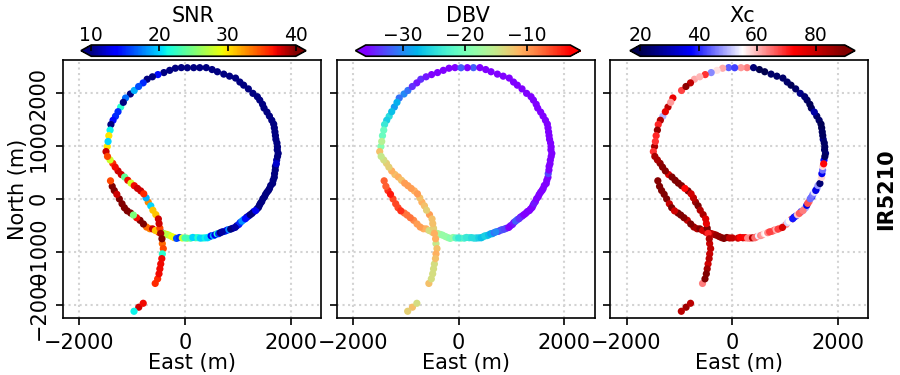 SNR DBV Xc
10 20 30 40 −30 −20 −10 20 40 60 80
North (m)
2000
1000
0
−1000
−2000
−2000 0 2000 −2000 0 2000 −2000 0 2000
East (m) East (m) East (m)
IR5210